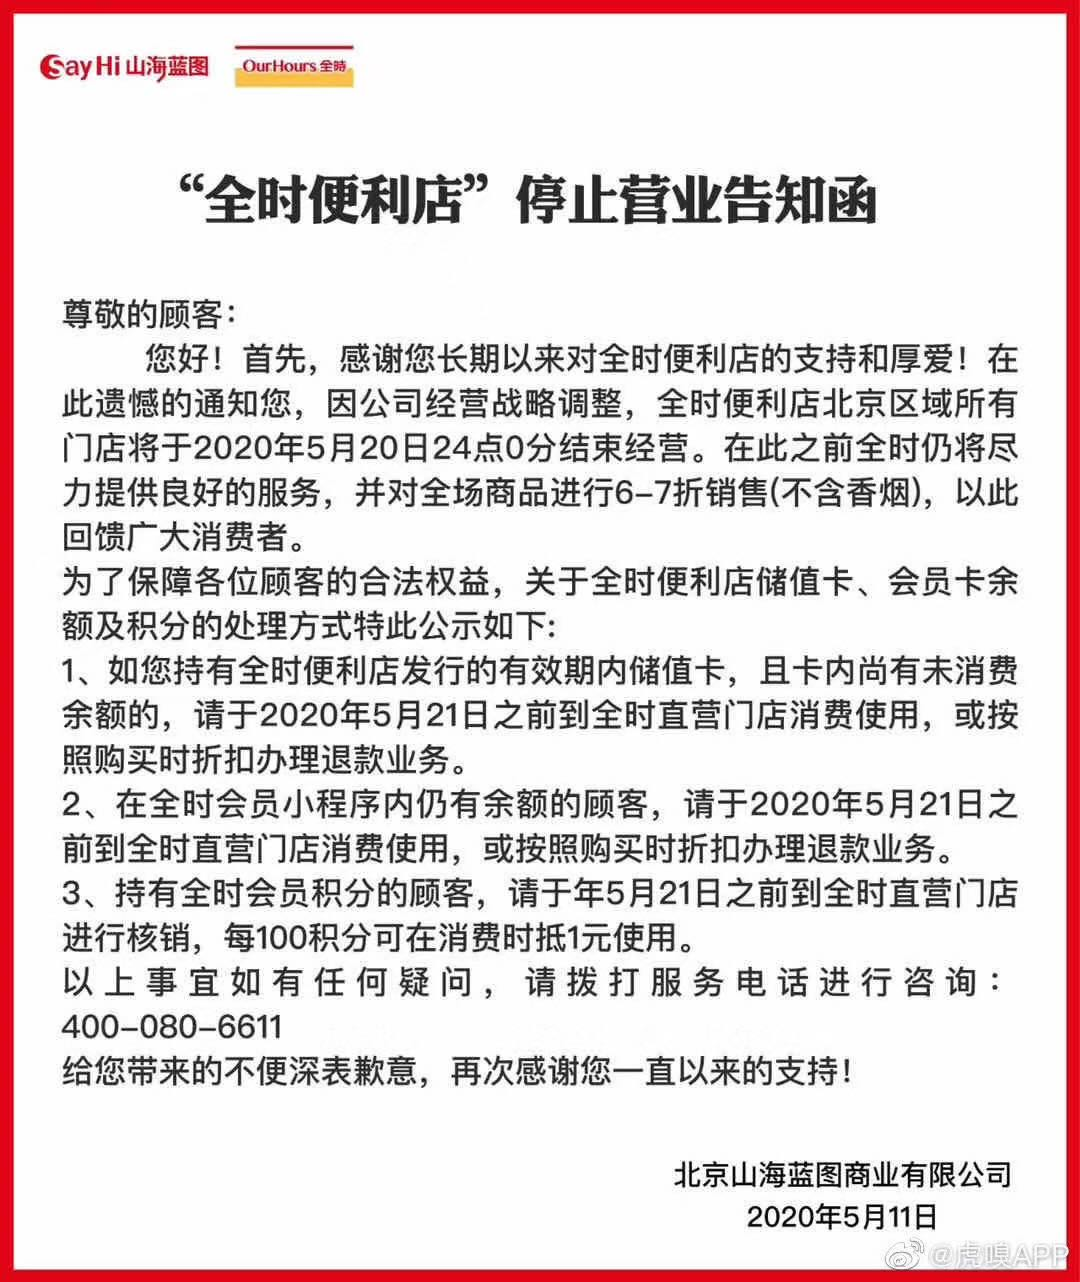 SayHi 山海蓝图 OurHours 全時
“全时便利店”停止营业告知函
尊敬的顾客：
您好！首先，感谢您长期以来对全时便利店的支持和厚爱！在
此遗憾的通知您，因公司经营战略调整，全时便利店北京区域所有
门店将于2020年5月20日24点0分结束经营。在此之前全时仍将尽
力提供良好的服务，并对全场商品进行6-7折销售(不含香烟)，以此
回馈广大消费者。
为了保障各位顾客的合法权益，关于全时便利店储值卡、会员卡余
额及积分的处理方式特此公示如下:
1、如您持有全时便利店发行的有效期内储值卡，且卡内尚有未消费
余额的，请于2020年5月21日之前到全时直营门店消费使用，或按
照购买时折扣办理退款业务。
2、在全时会员小程序内仍有余额的顾客，请于2020年5月21日之
前到全时直营门店消费使用，或按照购买时折扣办理退款业务。
3、持有全时会员积分的顾客，请于年5月21日之前到全时直营门店
进行核销，每100积分可在消费时抵1元使用。
以上事宜如有任何疑问，请拨打服务电话进行咨询：
400-080-6611
给您带来的不便深表歉意，再次感谢您一直以来的支持！
北京山海蓝图商业有限公司
2020年5月11日
@虎嗅APP